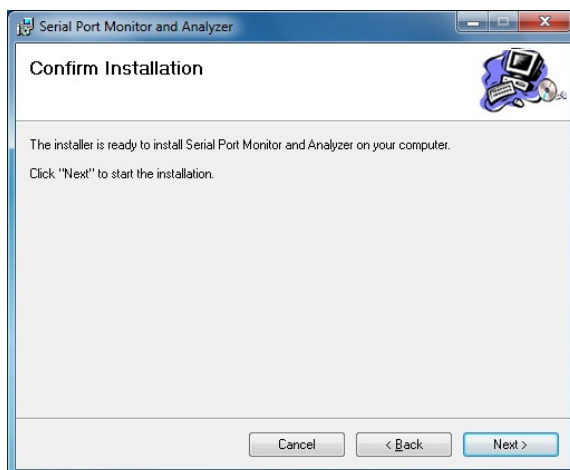 Serial Port Monitor and Analyzer
Confirm Installation
The installer is ready to install Serial Port Monitor and Analyzer on your computer.
Click "Next" to start the installation.
Cancel
< Back
Next >